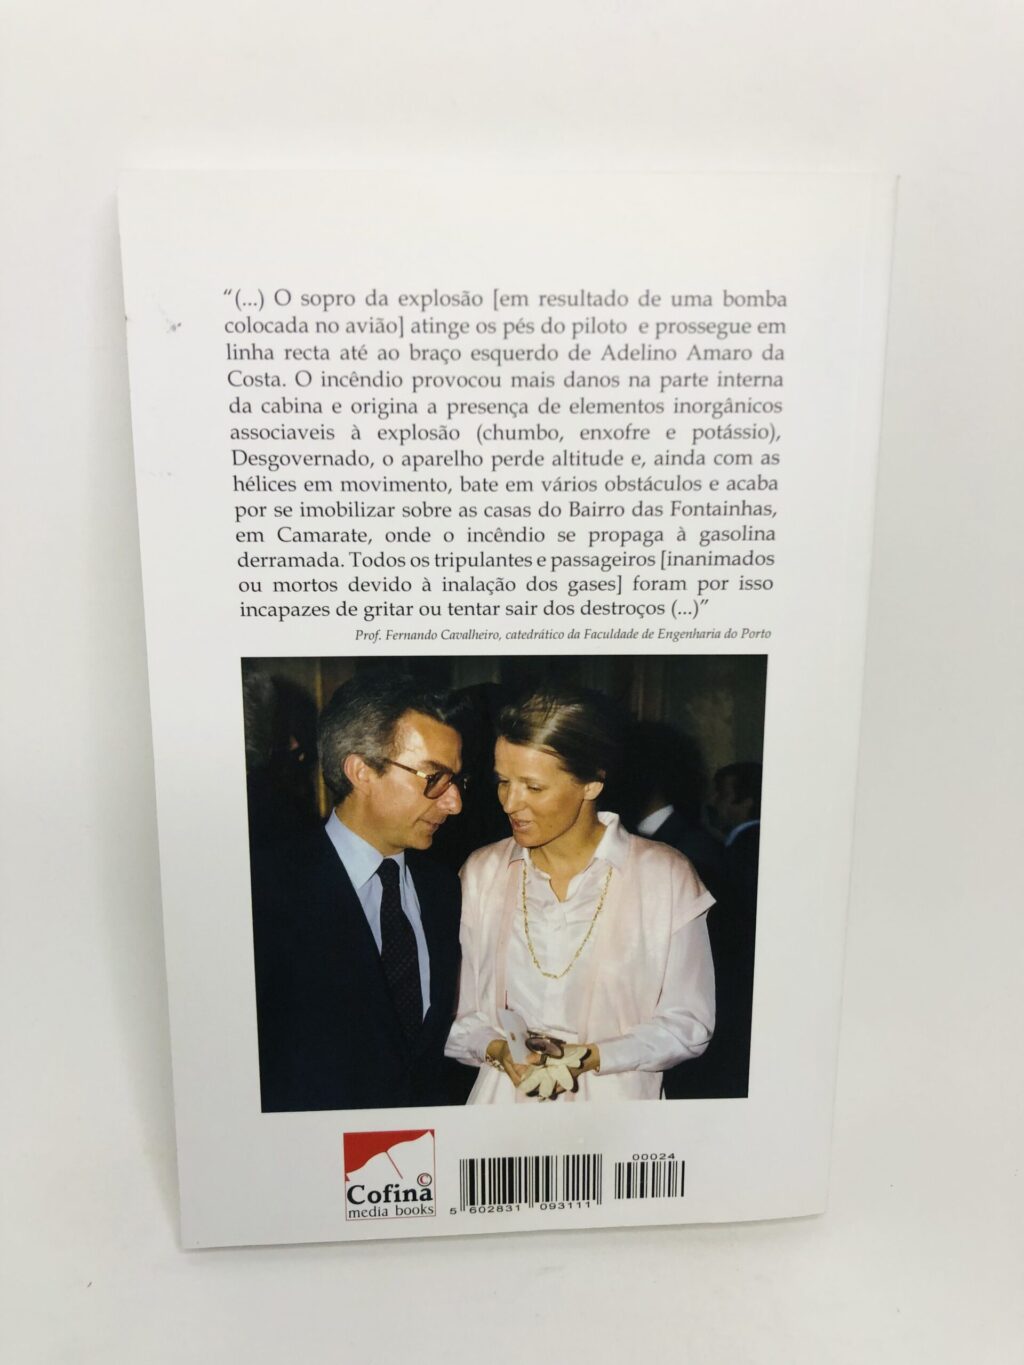 “(...) O sopro da explosão [em resultado de uma bomba
colocada no avião] atinge os pés do piloto e prossegue em
linha recta até ao braço esquerdo de Adelino Amaro da
Costa. O incêndio provocou mais danos na parte interna
da cabina e origina a presença de elementos inorgânicos
associaveis à explosão (chumbo, enxofre e potássio),
Desgovernado, o aparelho perde altitude e, ainda com as
hélices em movimento, bate em vários obstáculos e acaba
por se imobilizar sobre as casas do Bairro das Fontainhas,
em Camarate, onde o incêndio se propaga à gasolina
derramada. Todos os tripulantes e passageiros [inanimados
ou mortos devido à inalação dos gases] foram por isso
incapazes de gritar ou tentar sair dos destroços (...)”
Prof. Fernando Cavalheiro, catedrático da Faculdade de Engenharia do Porto
©
Cofina
media books
5 602831 093111
00024